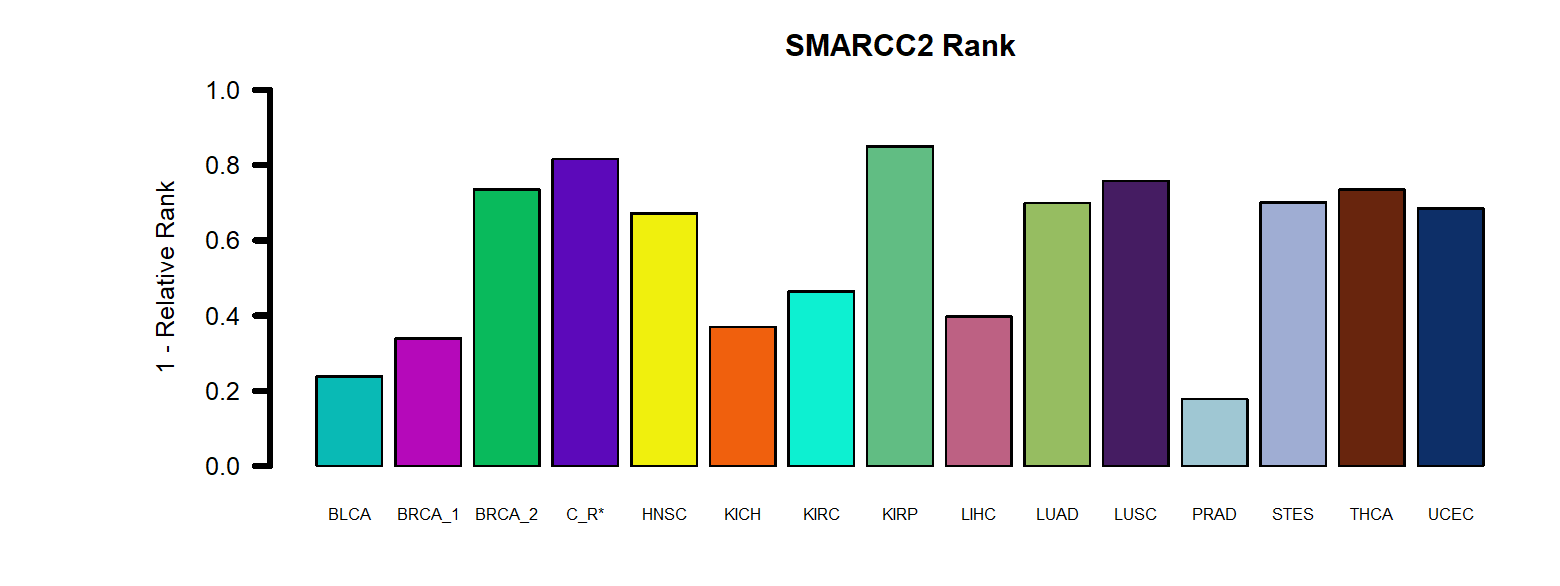 SMARCC2 Rank
1 - Relative Rank
1.0
0.8
0.6
0.4
0.2
0.0
BLCA BRCA_1 BRCA_2 C_R* HNSC KICH KIRC KIRP LIHC LUAD LUSC PRAD STES THCA UCEC